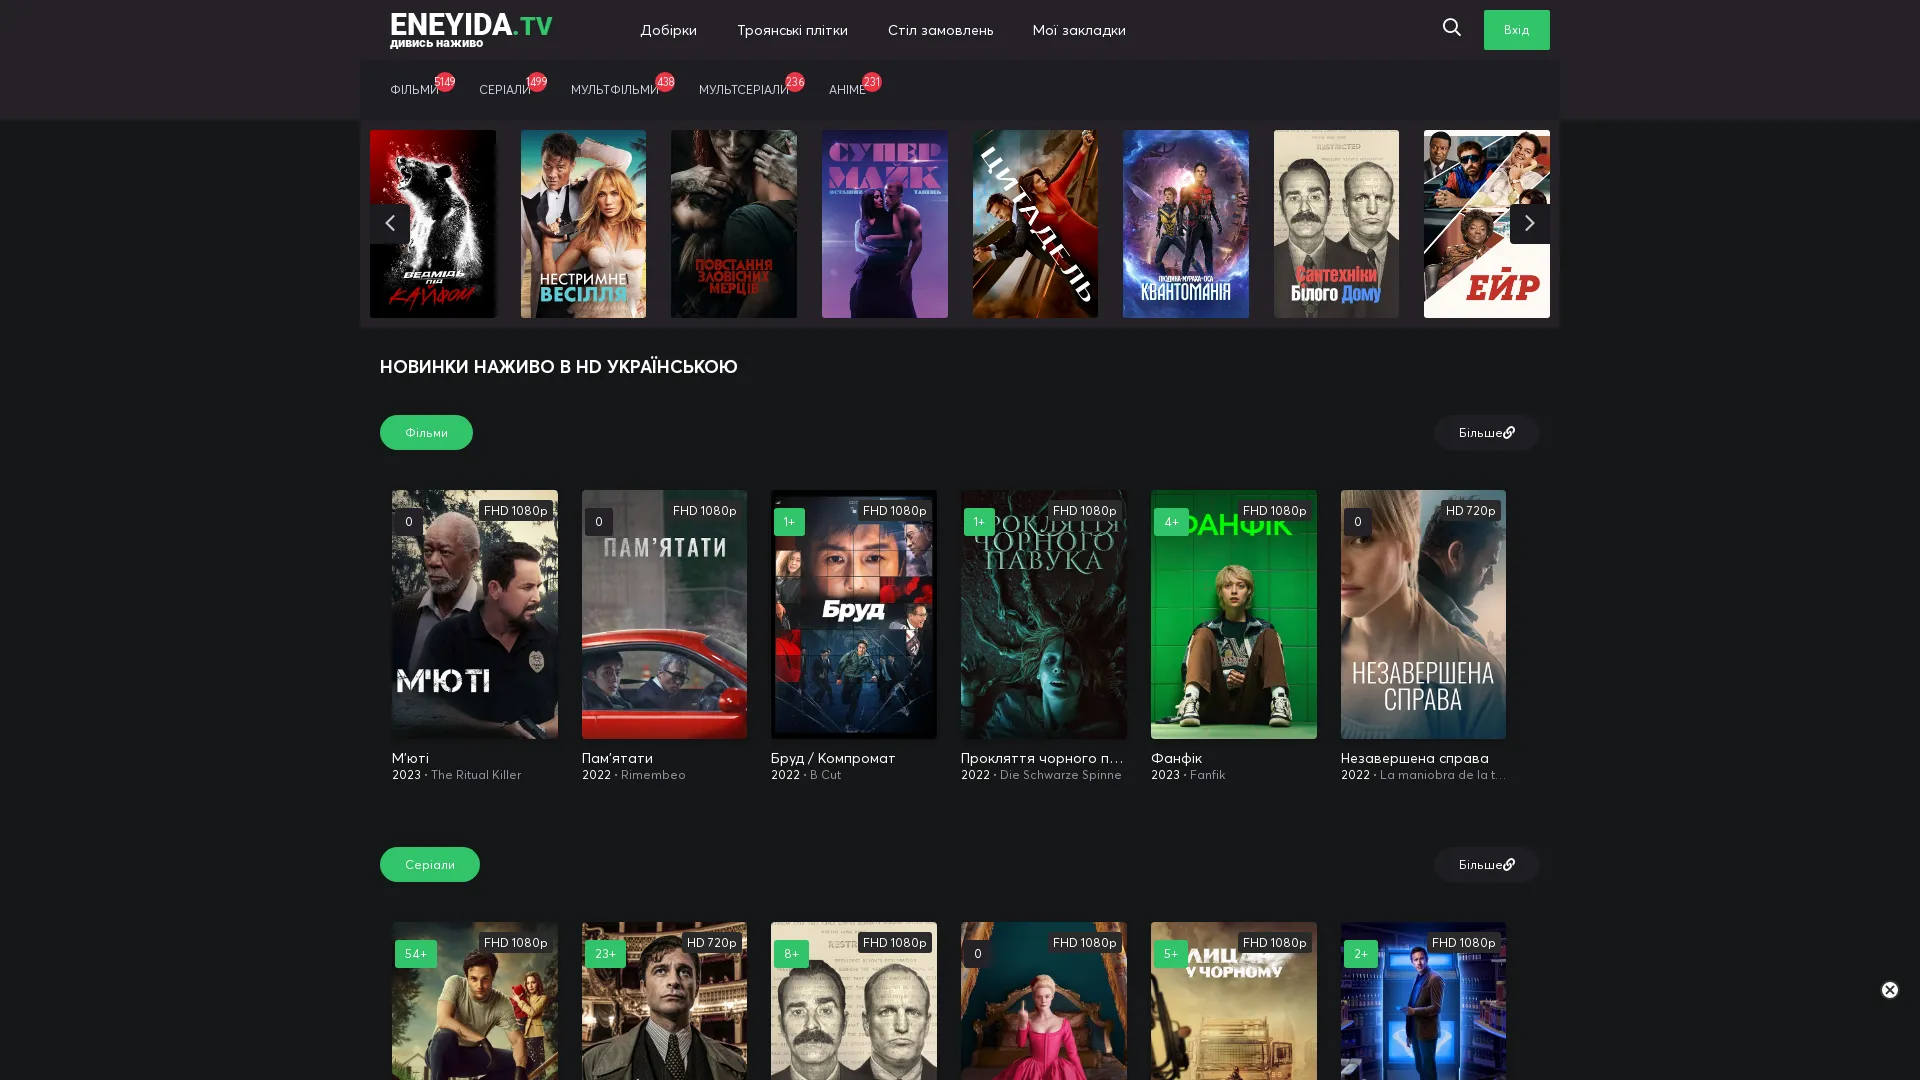 ENEYIDA.TV
дивись наживо
Добірки
Троянські плітки
Стіл замовлень
Мої закладки
Вхід
ФІЛЬМИ 5149
СЕРІАЛИ 1499
МУЛЬТФІЛЬМИ 438
МУЛЬТСЕРІАЛИ 236
АНІМЕ 231
ВЕДМІДЬ
ПІД
КАЙФОМ
НЕСТРИМНЕ
ВЕСІЛЛЯ
ПОВСТАННЯ
ЗЛОВІСНИХ
МЕРЦІВ
СУПЕР
МАЙК
ОСТАННІЙ ТАНЕЦЬ
ЦИТАДЕЛЬ
ЛЮДИНА-МУРАХА ОСА
КВАНТОМАНІЯ
RESTRICTED
Сантехніки
Білого Дому
ЕЙР
НОВИНКИ НАЖИВО В HD УКРАЇНСЬКОЮ
Фільми
Більше
0
FHD 1080p
М'ЮТІ
М'юті
2023 • The Ritual Killer
0
FHD 1080p
ПАМ'ЯТАТИ
Пам'ятати
2022 • Rimembeo
1+
FHD 1080p
Бруд
Бруд / Компромат
2022 • B Cut
1+
FHD 1080p
ПРОКЛЯТТЯ
ЧОРНОГО
ПАВУКА
Прокляття чорного п...
2022 • Die Schwarze Spinne
4+
FHD 1080p
ФАНФІК
Фанфік
2023 • Fanfik
0
HD 720p
НЕЗАВЕРШЕНА
СПРАВА
Незавершена справа
2022 • La maniobra de la t...
Серіали
Більше
54+
FHD 1080p
23+
HD 720p
8+
FHD 1080p
0
FHD 1080p
5+
FHD 1080p
У ЧОРНОМУ
2+
FHD 1080p